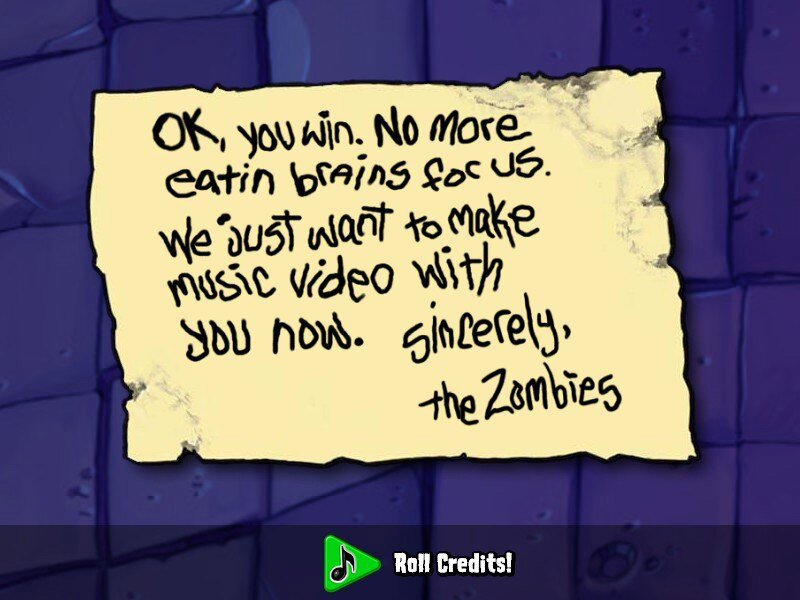 OK, you win. No more
eatin brains for us.
We just want to make
music video with
you now. sincerely,
the Zombies
Roll Credits!